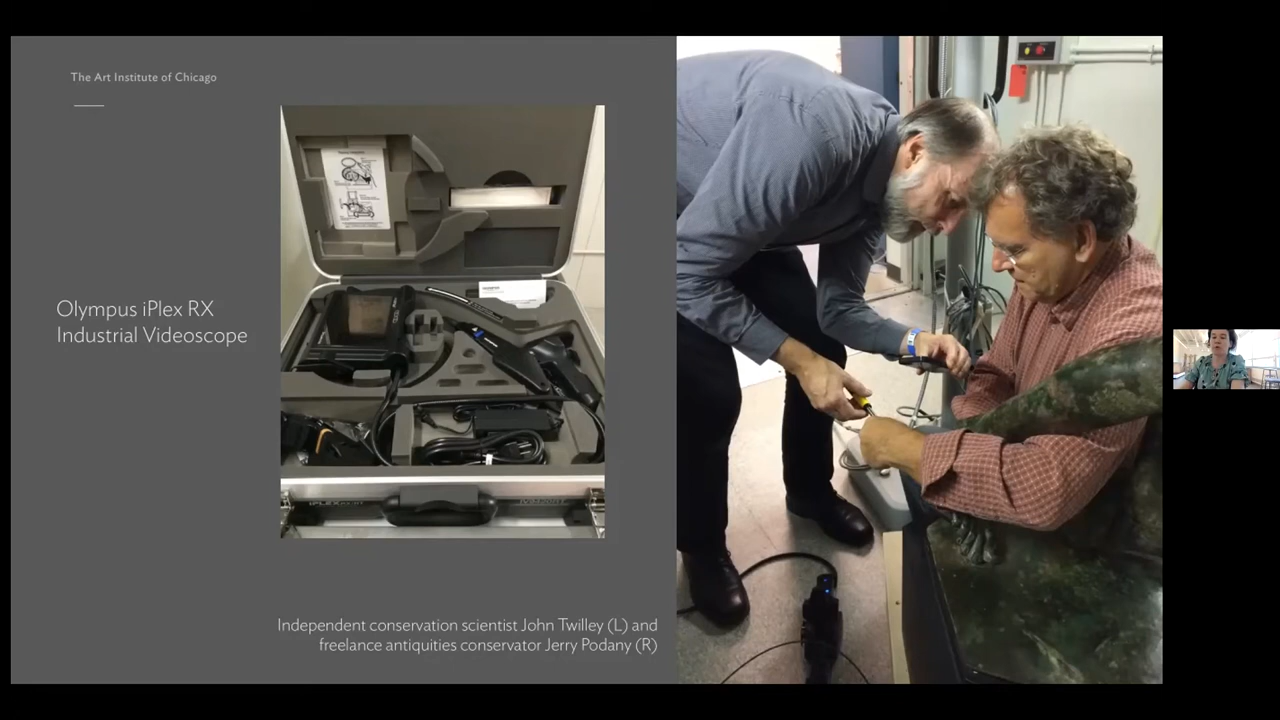 The Art Institute of Chicago
Olympus iPlex RX
Industrial Videoscope
Independent conservation scientist John Twilley (L) and
freelance antiquities conservator Jerry Podany (R)